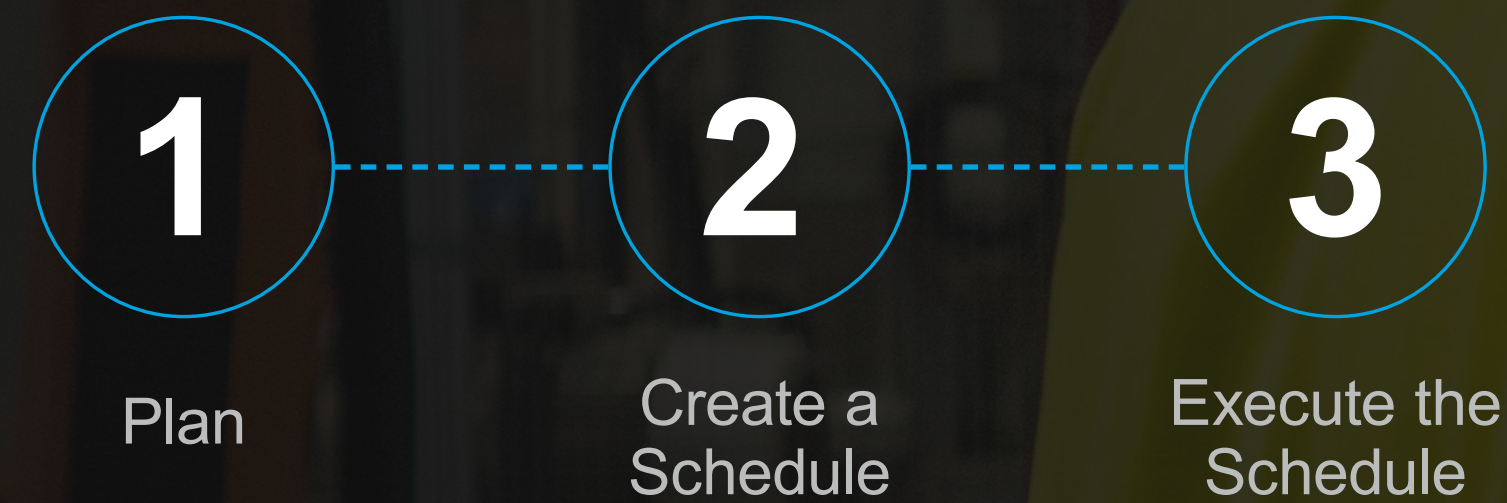 1
2
3
Plan
Create a
Schedule
Execute the
Schedule